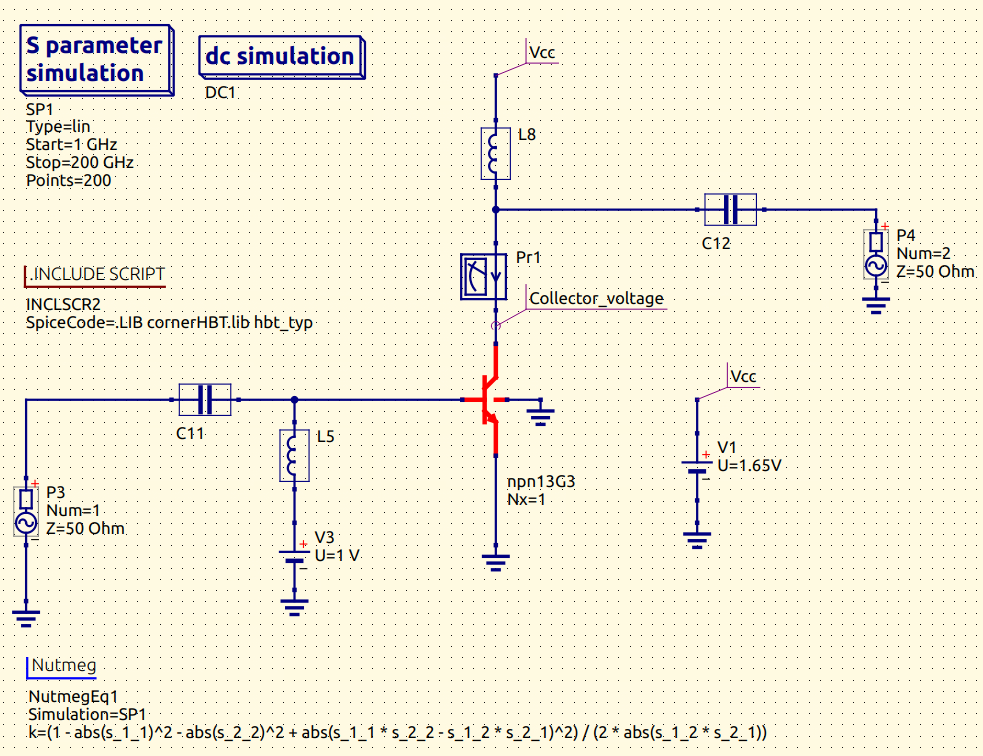 S parameter
simulation
dc simulation
DC1
SP1
Type=lin
Start=1 GHz
Stop=200 GHz
Points=200
Vcc
L8
C12
+
P4
Num=2
Z=50 Ohm
−
Pr1
Collector_voltage
.INCLUDE SCRIPT
INCLSCR2
SpiceCode=.LIB cornerHBT.lib hbt_typ
C11
L5
+
P3
Num=1
Z=50 Ohm
−
V3
+
U=1 V
−
npn13G3
Nx=1
Vcc
V1
+
U=1.65V
−
Nutmeg
NutmegEq1
Simulation=SP1
k=(1 - abs(s_1_1)^2 - abs(s_2_2)^2 + abs(s_1_1 * s_2_2 - s_1_2 * s_2_1)^2) / (2 * abs(s_1_2 * s_2_1))